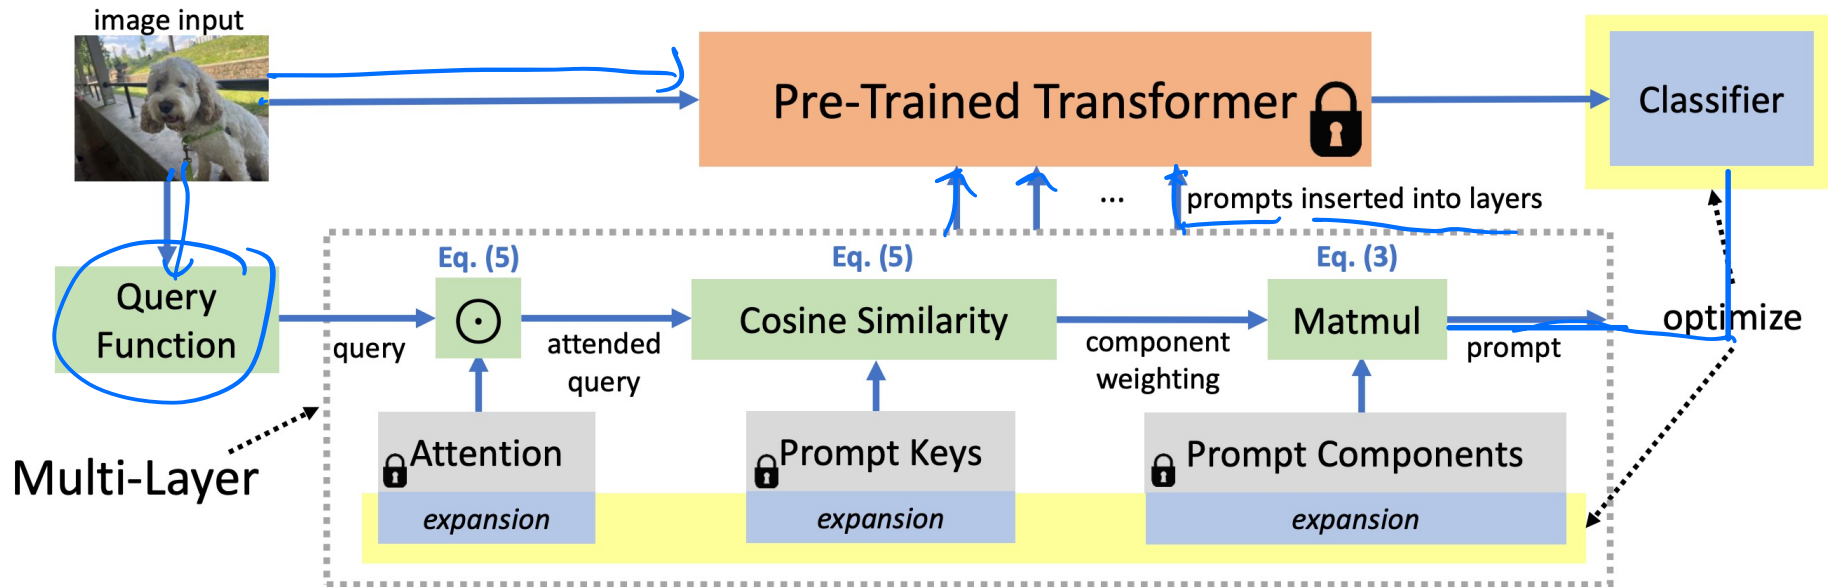 image input
Pre-Trained Transformer
Classifier
... prompts inserted into layers
Eq. (5)
Eq. (5)
Eq. (3)
Query
Function
query
attended
query
Cosine Similarity
component
weighting
Matmul
prompt
optimize
Multi-Layer
Attention
Prompt Keys
Prompt Components
expansion
expansion
expansion